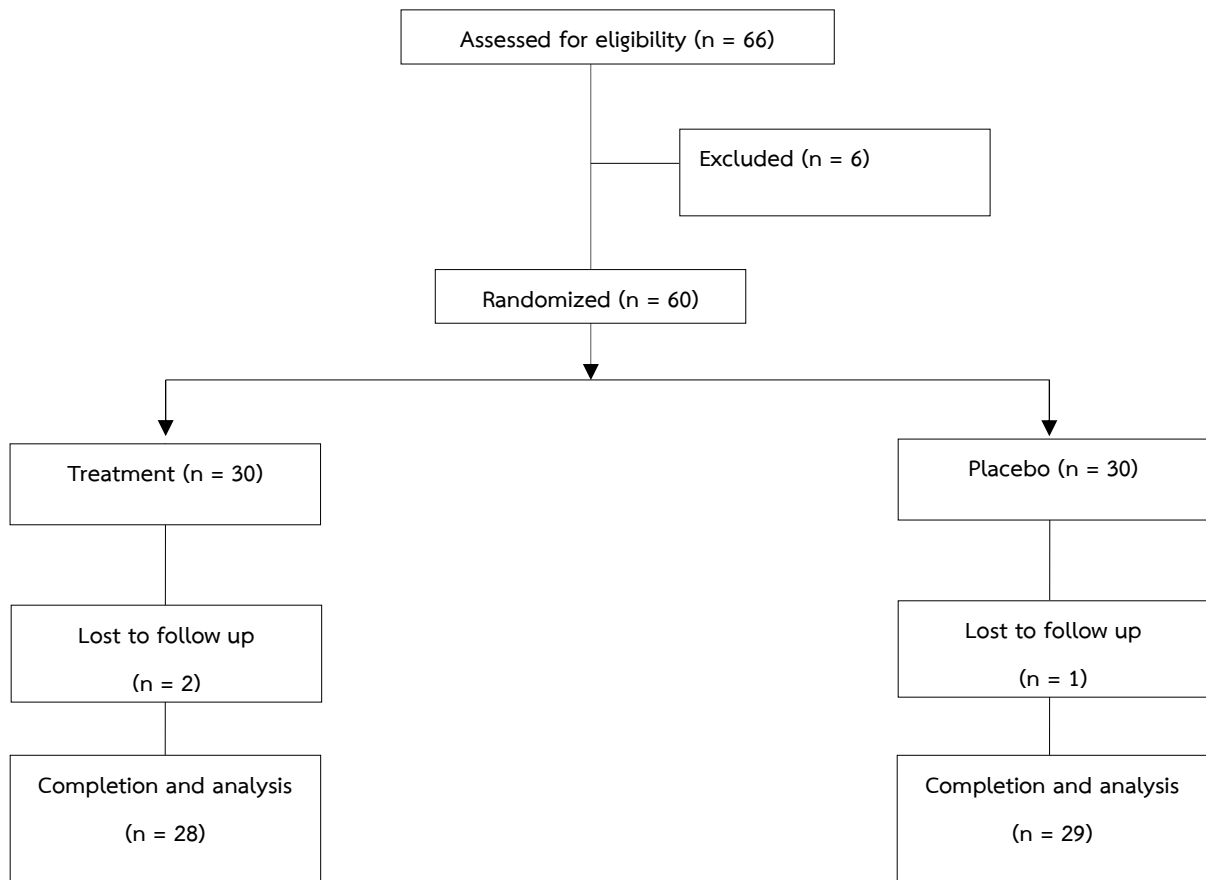 Assessed for eligibility (n = 66)
Excluded (n = 6)
Randomized (n = 60)
Treatment (n = 30)
Placebo (n = 30)
Lost to follow up
(n = 2)
Lost to follow up
(n = 1)
Completion and analysis
(n = 28)
Completion and analysis
(n = 29)